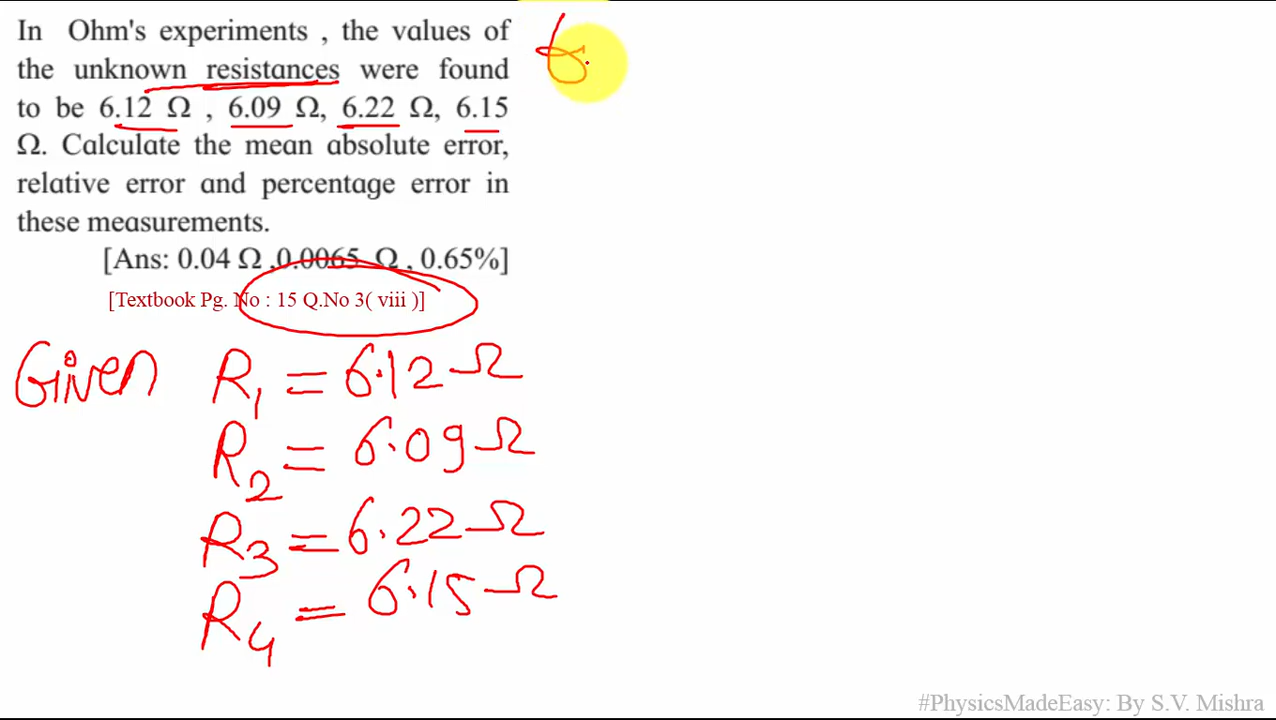 In Ohm's experiments , the values of
the unknown resistances were found
to be 6.12 Ω , 6.09 Ω, 6.22 Ω, 6.15
Ω. Calculate the mean absolute error,
relative error and percentage error in
these measurements.
[Ans: 0.04 Ω ,0.0065 Ω , 0.65%]
[Textbook Pg. No : 15 Q.No 3( viii )]
Given R1 = 6.12 Ω
R2 = 6.09 Ω
R3 = 6.22 Ω
R4 = 6.15 Ω
#PhysicsMadeEasy: By S.V. Mishra